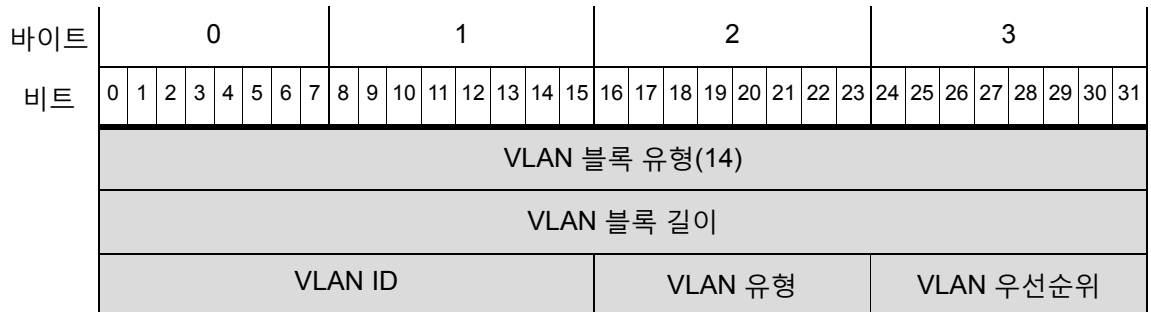 바이트 0 1 2 3
비트 0 1 2 3 4 5 6 7 8 9 10 11 12 13 14 15 16 17 18 19 20 21 22 23 24 25 26 27 28 29 30 31
VLAN 블록 유형(14)
VLAN 블록 길이
VLAN ID VLAN 유형 VLAN 우선순위